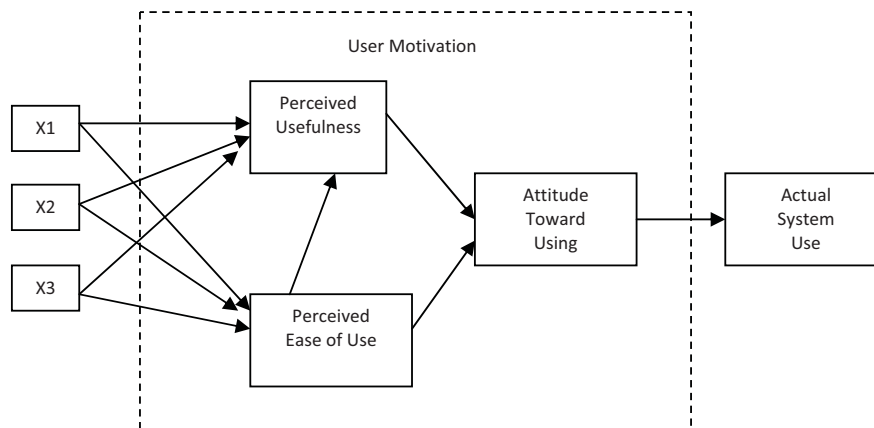 User Motivation
X1
X2
X3
Perceived
Usefulness
Perceived
Ease of Use
Attitude
Toward
Using
Actual
System
Use